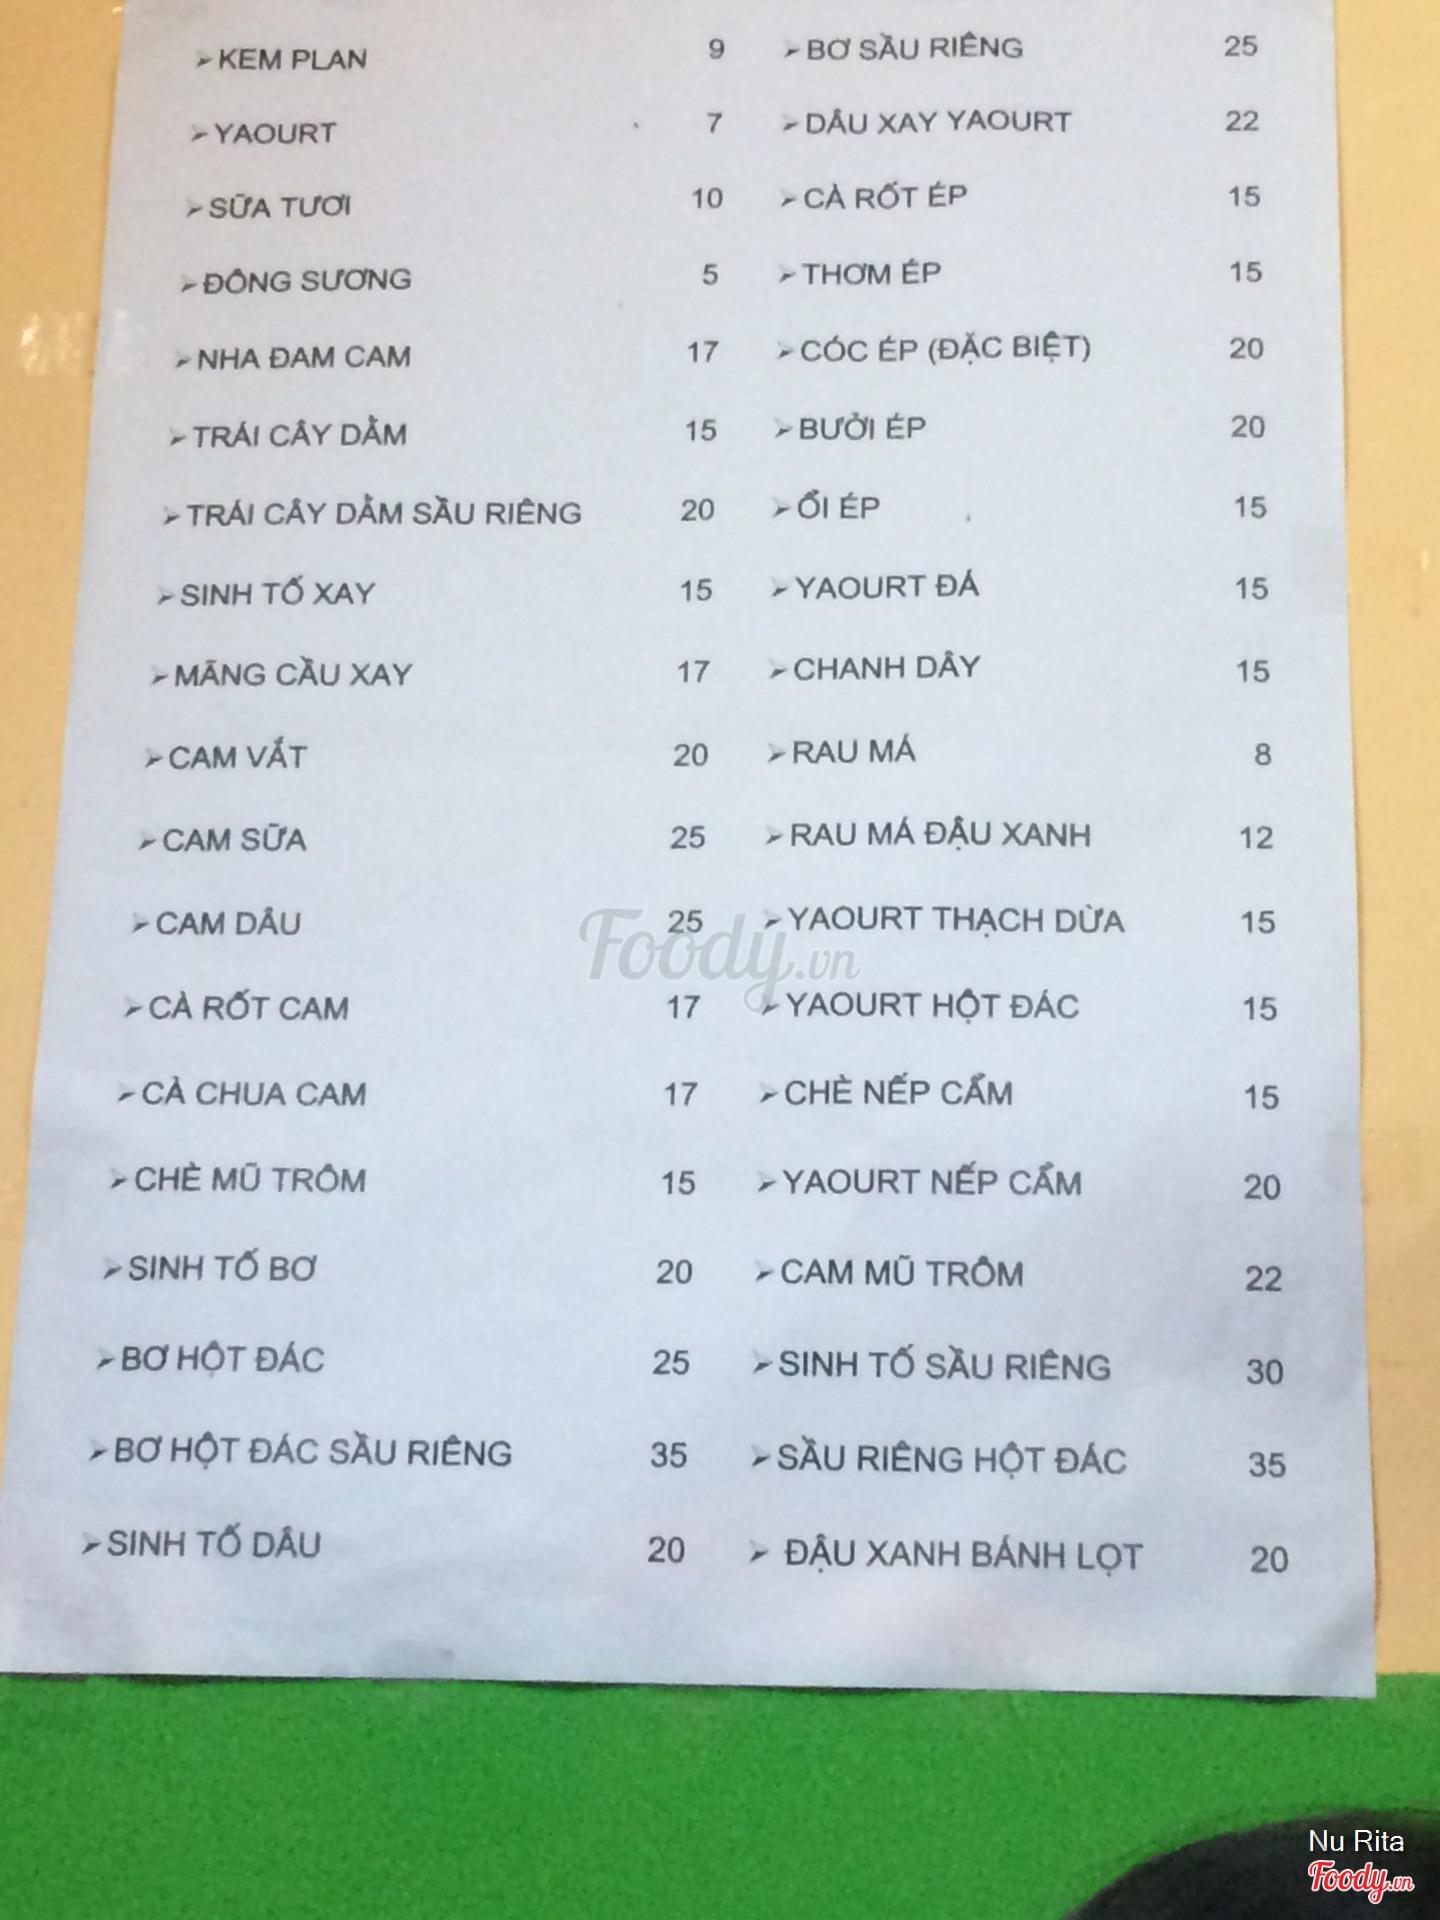 ➢KEM PLAN 9
➢YAOURT 7
➢SỮA TƯƠI 10
➢ĐÔNG SƯƠNG 5
➢NHA ĐAM CAM 17
➢TRÁI CÂY DẰM 15
➢TRÁI CÂY DẰM SẦU RIÊNG 20
➢SINH TỐ XAY 15
➢MÃNG CẦU XAY 17
➢CAM VẮT 20
➢CAM SỮA 25
➢CAM DÂU 25
➢CÀ RỐT CAM 17
➢CÀ CHUA CAM 17
➢CHÈ MŨ TRÔM 15
➢SINH TỐ BƠ 20
➢BƠ HỘT ĐÁC 25
➢BƠ HỘT ĐÁC SẦU RIÊNG 35
➢SINH TỐ DÂU 20
➢BƠ SẦU RIÊNG 25
➢DÂU XAY YAOURT 22
➢CÀ RỐT ÉP 15
➢THƠM ÉP 15
➢CÓC ÉP (ĐẶC BIỆT) 20
➢BƯỞI ÉP 20
➢ỔI ÉP 15
➢YAOURT ĐÁ 15
➢CHANH DÂY 15
➢RAU MÁ 8
➢RAU MÁ ĐẬU XANH 12
➢YAOURT THẠCH DỪA 15
➢YAOURT HỘT ĐÁC 15
➢CHÈ NẾP CẨM 15
➢YAOURT NẾP CẨM 20
➢CAM MŨ TRÔM 22
➢SINH TỐ SẦU RIÊNG 30
➢SẦU RIÊNG HỘT ĐÁC 35
➢ ĐẬU XANH BÁNH LỌT 20
Foody.vn
Nu Rita
Foody.vn